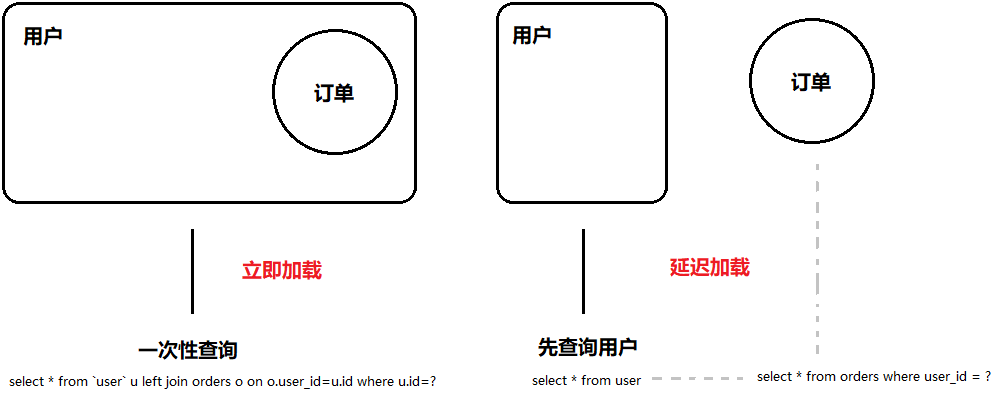 用户
订单
立即加载
一次性查询
select * from `user` u left join orders o on o.user_id=u.id where u.id=?
用户
订单
延迟加载
先查询用户
select * from user
select * from orders where user_id = ?